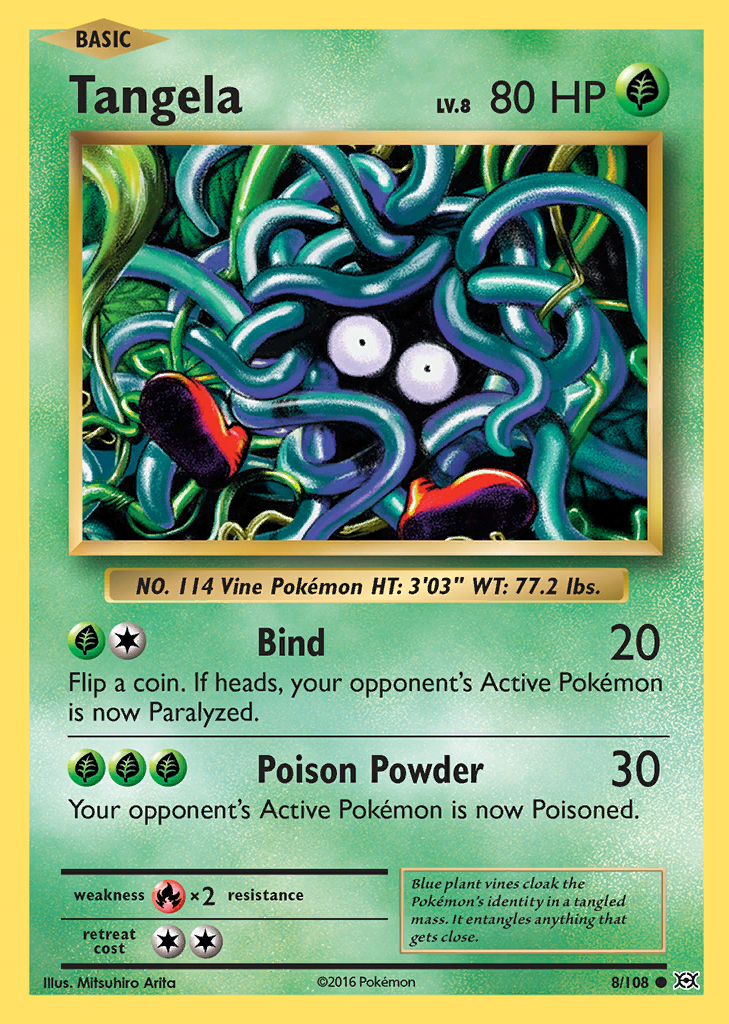 BASIC
Tangela LV.8 80 HP
NO. 114 Vine Pokémon HT: 3'03" WT: 77.2 lbs.
Bind 20
Flip a coin. If heads, your opponent's Active Pokémon
is now Paralyzed.
Poison Powder 30
Your opponent's Active Pokémon is now Poisoned.
weakness ×2 resistance
retreat
cost
Blue plant vines cloak the
Pokémon's identity in a tangled
mass. It entangles anything that
gets close.
Illus. Mitsuhiro Arita ©2016 Pokémon 8/108